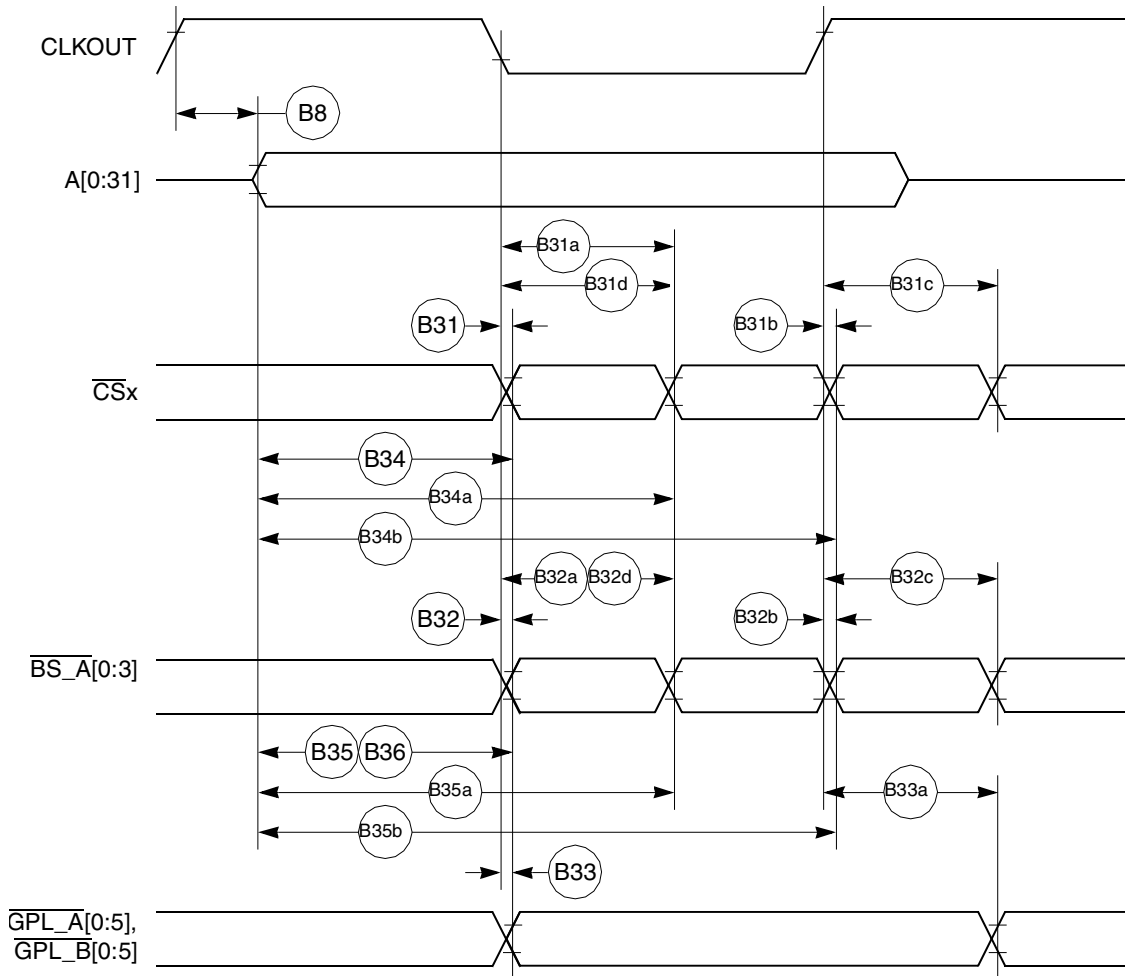 CLKOUT
B8
A[0:31]
B31a
B31d
B31c
B31
B31b
CSx
B34
B34a
B34b
B32a B32d
B32c
B32
B32b
BS_A[0:3]
B35 B36
B35a
B33a
B35b
B33
GPL_A[0:5],
GPL_B[0:5]